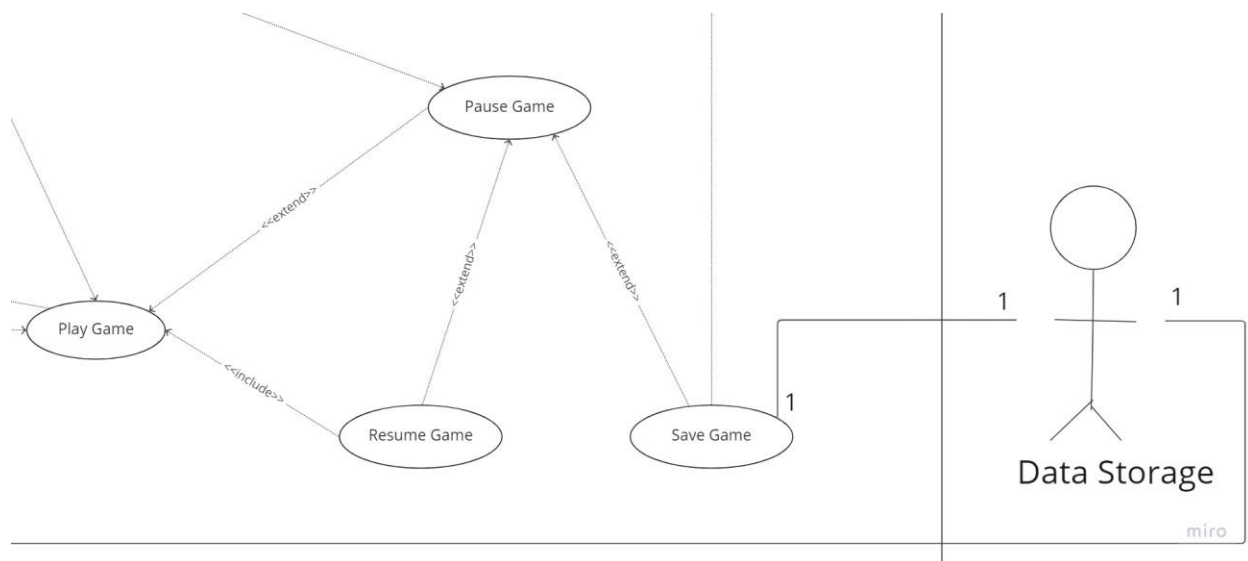 Pause Game
<<extend>>
<<extend>>
<<extend>>
1
1
Play Game
<<include>>
1
Resume Game
Save Game
Data Storage
miro